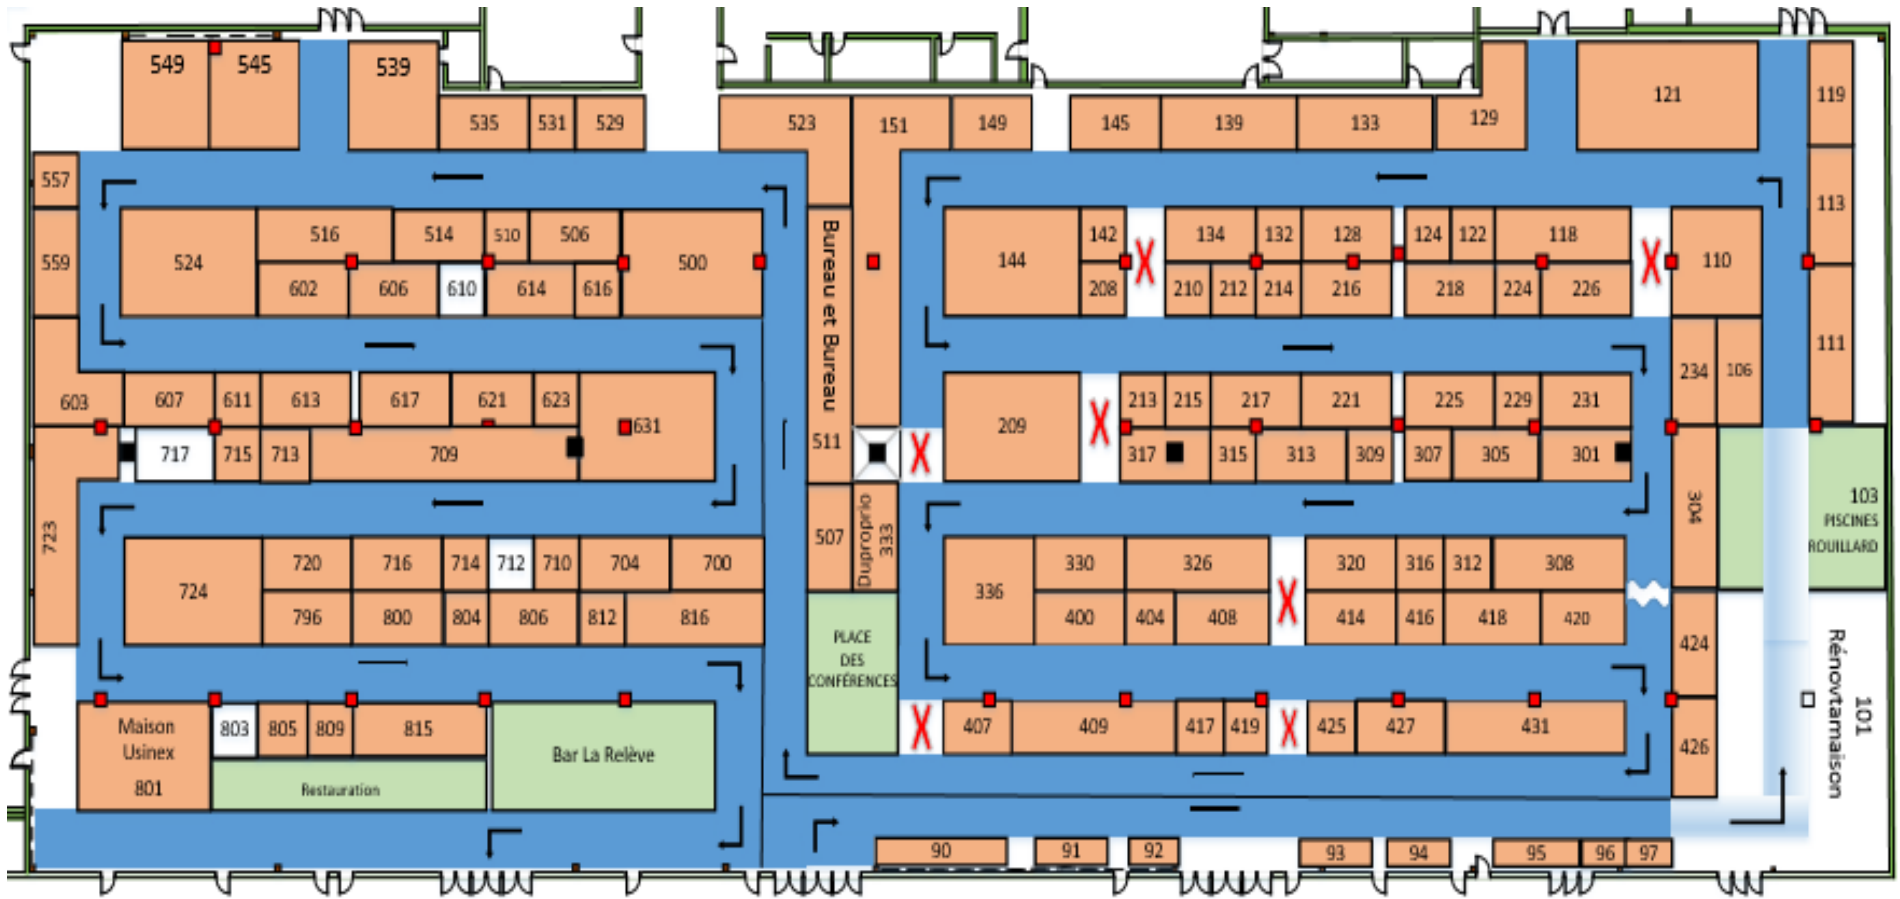 549 545 539
535 531 529 523 151 149 145 139 133 129 121 119
557
113
516 514 510 506
142 134 132 128 124 122 118
559 524 500 144 110
602 606 610 614 616
208 210 212 214 216 218 224 226
Bureau et Bureau
111
234 106
603 607 611 613 617 621 623 631
209 213 215 217 221 225 229 231
717 715 713 709
511
317 315 313 309 307 305 301
723
507
Duproprio
333
304
103
PISCINES
ROUILLARD
720 716 714 712 710 704 700
724
796 800 804 806 812 816
330 326 320 316 312 308
336
400 404 408 414 416 418 420
PLACE
DES
CONFÉRENCES
424
101
Rénovtamaison
Maison
Usinex
801
803 805 809 815
Bar La Relève
Restauration
407 409 417 419 425 427 431
426
90 91 92 93 94 95 96 97